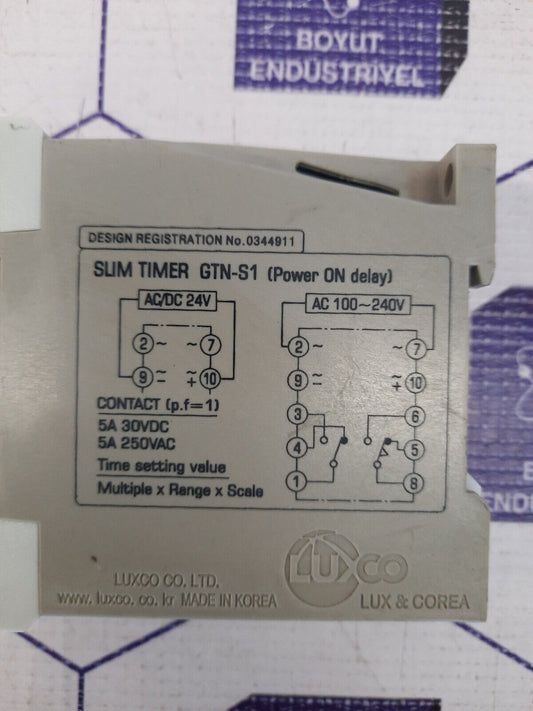 BOYUT
ENDÜSTRİYEL
DESIGN REGISTRATION No.0344911
SLIM TIMER GTN-S1 (Power ON delay)
AC/DC 24V
AC 100~240V
2 ~ ~ 7
2 ~ ~ 7
9 10
9 10
CONTACT (p.f=1)
3 6
5A 30VDC
5A 250VAC
4 5
Time setting value
Multiple x Range x Scale
1 8
LUXCO
LUXCO CO. LTD.
www. luxco. co. kr MADE IN KOREA
LUX & COREA